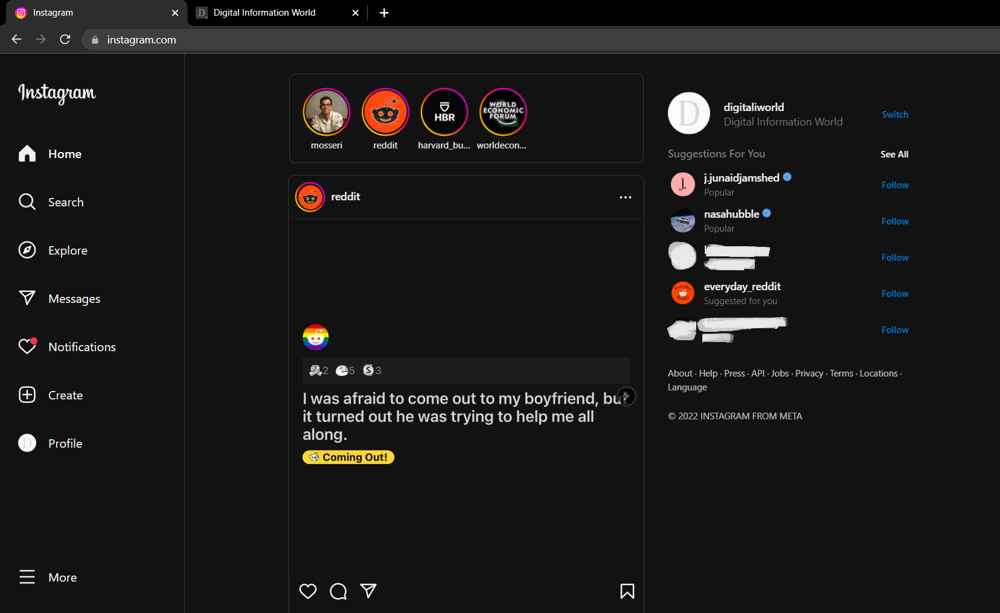 Instagram
Digital Information World
instagram.com
Instagram
Home
Search
Explore
Messages
Notifications
Create
Profile
More
HBR
WORLD
ECONOMIC
FORUM
mosseri
reddit
harvard_bu...
worldecon...
reddit
2
5
S 3
I was afraid to come out to my boyfriend, but
it turned out he was trying to help me all
along.
Coming Out!
D
digitaliworld
Digital Information World
Switch
Suggestions For You
See All
J.
j.junaidjamshed
Popular
Follow
nasahubble
Popular
Follow
Follow
Everyday
Reddit
everyday_reddit
Suggested for you
Follow
Follow
About · Help · Press · API · Jobs · Privacy · Terms · Locations ·
Language
© 2022 INSTAGRAM FROM META